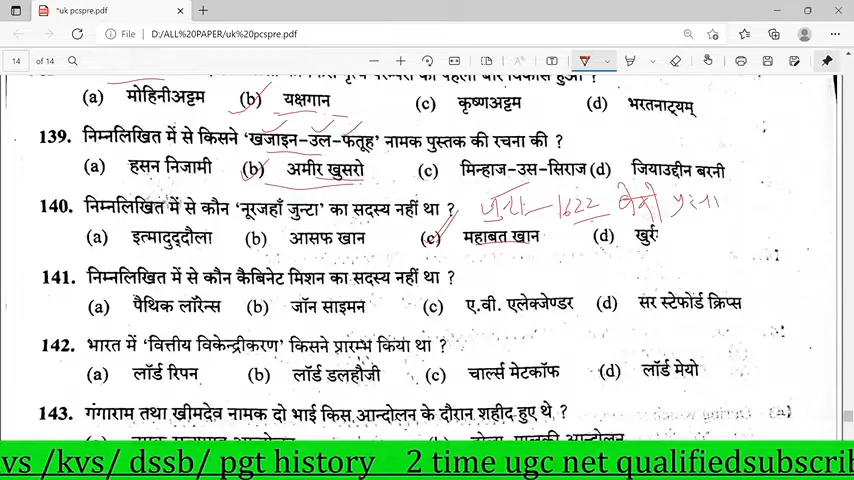 "uk pcspre.pdf
File D:/ALL%20PAPER/uk%20pcspre.pdf
14 of 14
पहली बार विकास हुआ ?
(a) मोहिनीअट्टम (b) यक्षगान (c) कृष्णअट्टम (d) भरतनाट्यम्
139. निम्नलिखित में से किसने 'खजाइन-उल-फतूह' नामक पुस्तक की रचना की ?
(a) हसन निजामी (b) अमीर खुसरो (c) मिन्हाज-उस-सिराज (d) जियाउद्दीन बरनी
140. निम्नलिखित में से कौन 'नूरजहाँ जुन्टा' का सदस्य नहीं था ? जुन्टा - 1622
(a) इत्मादुद्दौला (b) आसफ खान (c) महाबत खान (d) खुर्रम
141. निम्नलिखित में से कौन कैबिनेट मिशन का सदस्य नहीं था ?
(a) पैथिक लॉरेन्स (b) जॉन साइमन (c) ए.वी. एलेक्जेण्डर (d) सर स्टेफोर्ड क्रिप्स
142. भारत में 'वित्तीय विकेन्द्रीकरण' किसने प्रारम्भ किया था ?
(a) लॉर्ड रिपन (b) लॉर्ड डलहौजी (c) चार्ल्स मेटकॉफ (d) लॉर्ड मेयो
143. गंगाराम तथा खीमदेव नामक दो भाई किस आन्दोलन के दौरान शहीद हुए थे ?
vs /kvs/ dssb/ pgt history 2 time ugc net qualifiedsubscrib